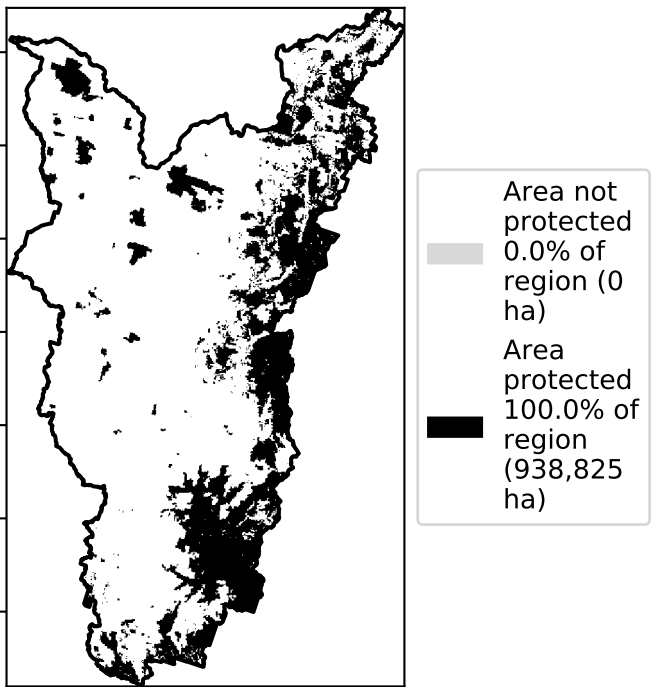 Area not
protected
0.0% of
region (0
ha)
Area
protected
100.0% of
region
(938,825
ha)